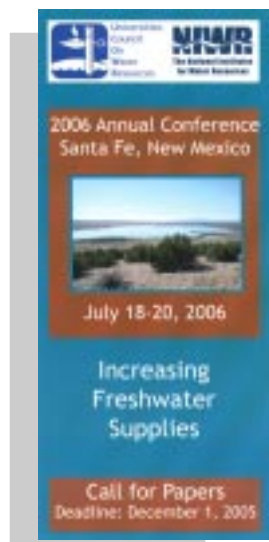 Universities
Council
On
Water
Resources
NIWR
The National Institutes
for Water Resources
2006 Annual Conference
Santa Fe, New Mexico
July 18-20, 2006
Increasing
Freshwater
Supplies
Call for Papers
Deadline: December 1, 2005